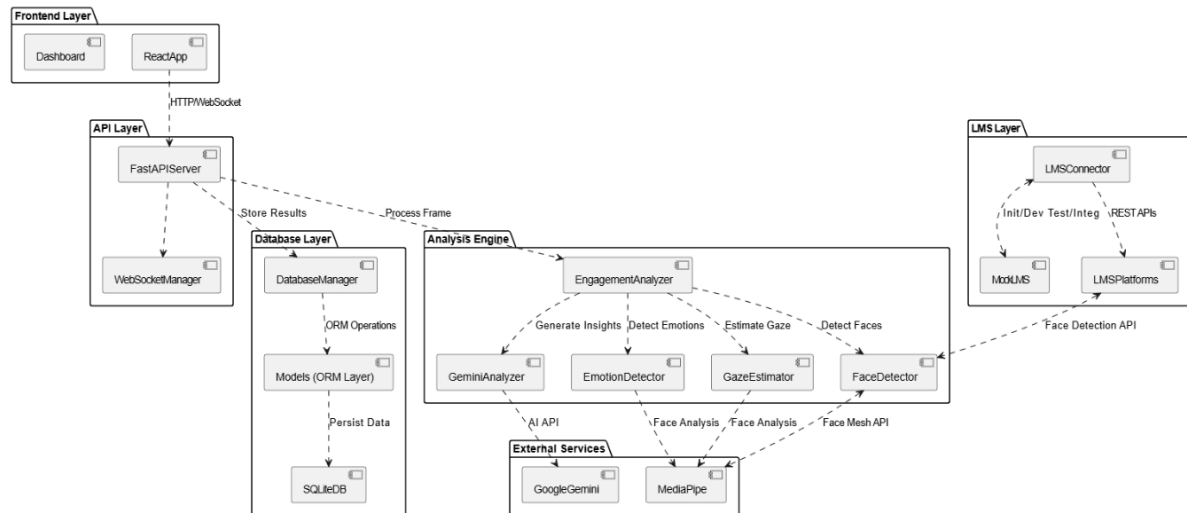 Frontend Layer
Dashboard
ReactApp
HTTP/WebSocket
API Layer
LMS Layer
FastAPIServer
LMSConnector
Store Results
Process Frame
Init/Dev Test/Integ
REST APIs
Database Layer
Analysis Engine
WebSocketManager
DatabaseManager
EngagementAnalyzer
MockLMS
LMSPlatforms
ORM Operations
Generate Insights
Detect Emotions
Estimate Gaze
Detect Faces
Face Detection API
Models (ORM Layer)
GeminiAnalyzer
EmotionDetector
GazeEstimator
FaceDetector
Persist Data
AI API
Face Analysis
Face Analysis
Face Mesh API
External Services
SQLiteDB
GoogleGemini
MediaPipe